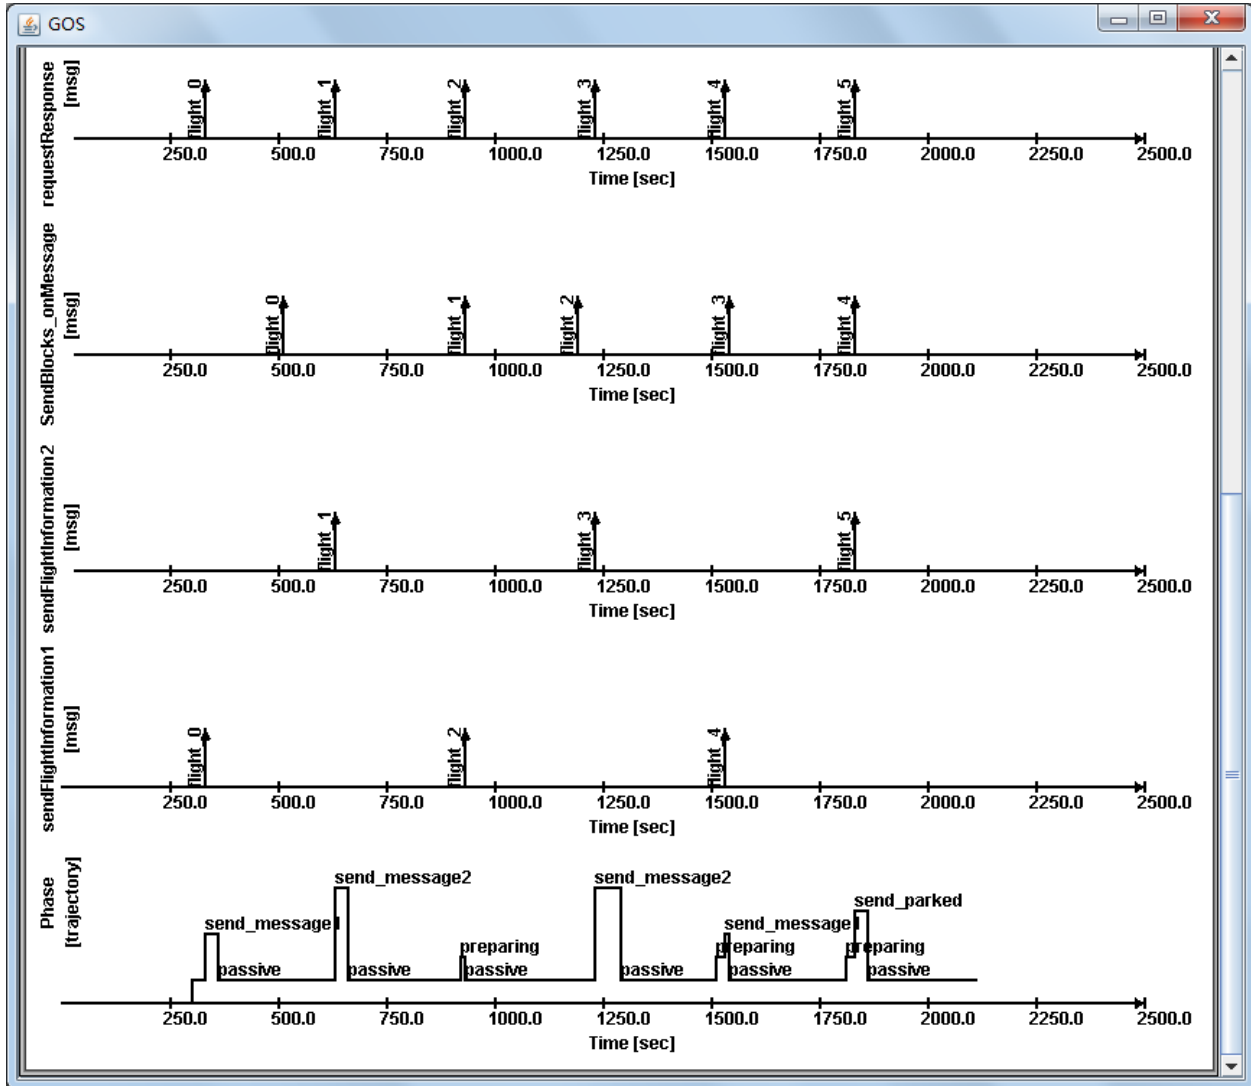 GOS
requestResponse
[msg]
flight_0
flight_1
flight_2
flight_3
flight_4
flight_5
250.0 500.0 750.0 1000.0 1250.0 1500.0 1750.0 2000.0 2250.0 2500.0
Time [sec]
SendBlocks_onMessage
[msg]
flight_0
flight_1
flight_2
flight_3
flight_4
250.0 500.0 750.0 1000.0 1250.0 1500.0 1750.0 2000.0 2250.0 2500.0
Time [sec]
sendFlightInformation2
[msg]
flight_1
flight_3
flight_5
250.0 500.0 750.0 1000.0 1250.0 1500.0 1750.0 2000.0 2250.0 2500.0
Time [sec]
sendFlightInformation1
[msg]
flight_0
flight_2
flight_4
250.0 500.0 750.0 1000.0 1250.0 1500.0 1750.0 2000.0 2250.0 2500.0
Time [sec]
Phase
[trajectory]
send_message2 send_message2
send_parked
send_message1 send_message1
preparing preparing preparing
passive passive passive passive passive passive
250.0 500.0 750.0 1000.0 1250.0 1500.0 1750.0 2000.0 2250.0 2500.0
Time [sec]